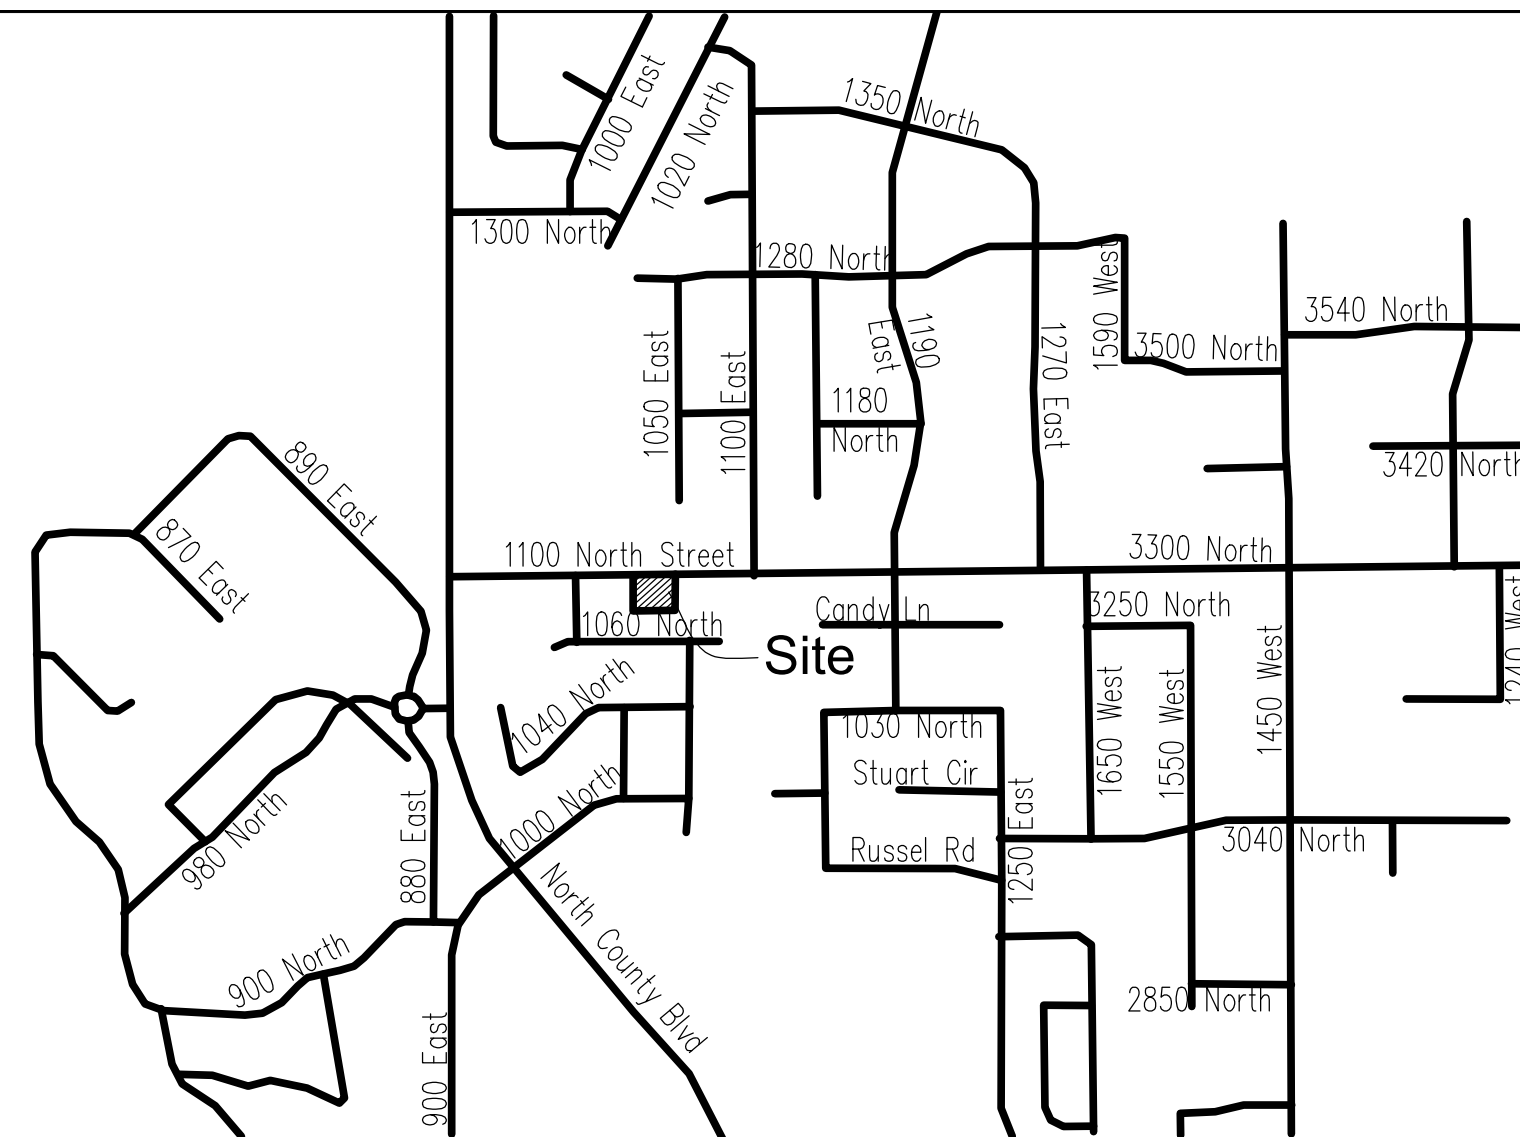 1000 East
1020 North
1350 North
1300 North
1280 North
1590 West
3540 North
1190
East
1270 East
3500 North
1050 East
1100 East
1180
North
3420 North
890 East
870 East
1100 North Street
3300 North
1060 North
Candy Ln
3250 North
1240 West
Site
1040 North
1030 North
1650 West
1550 West
1450 West
Stuart Cir
1000 North
980 North
880 East
Russel Rd
1250 East
3040 North
North County Blvd
900 North
2850 North
900 East